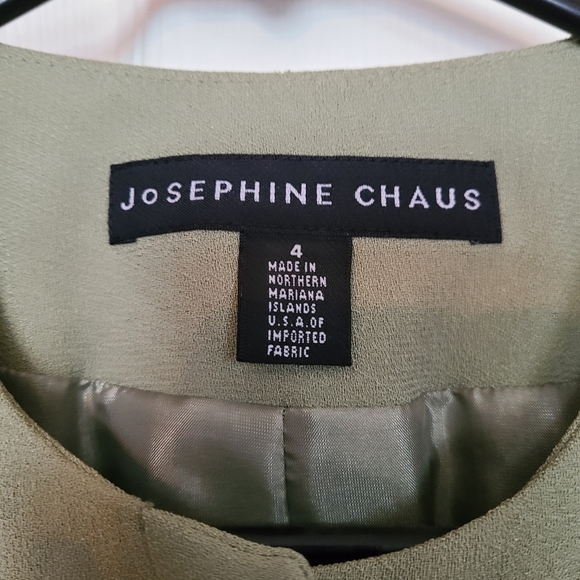 JoSEPHINE CHAUS
4
MADE IN
NORTHERN
MARIANA
ISLANDS
U.S.A.OF
IMPORTED
FABRIC